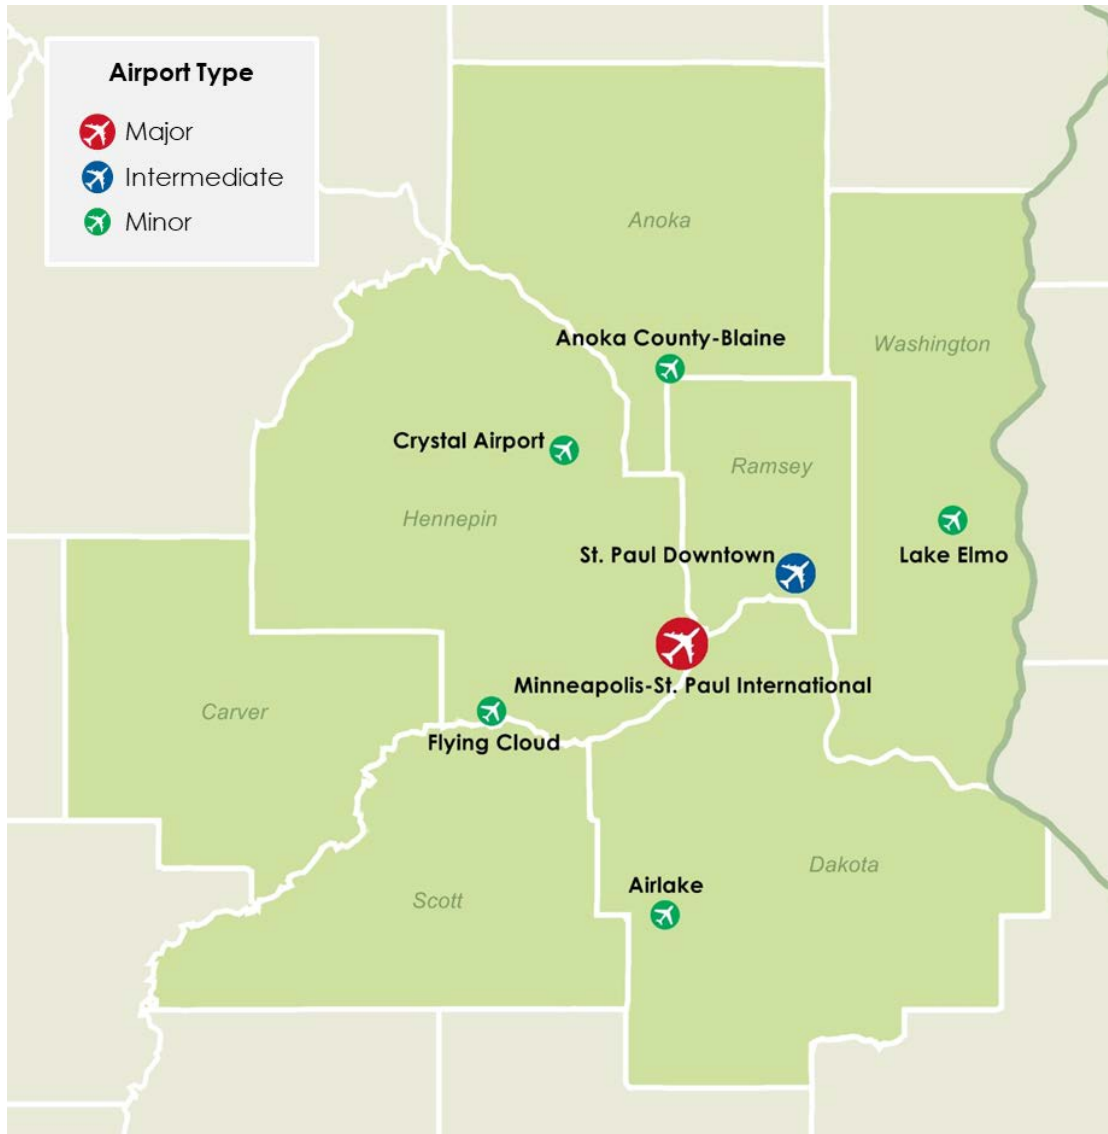 Airport Type
Major
Intermediate
Minor
Anoka
Anoka County-Blaine
Washington
Crystal Airport
Ramsey
Hennepin
St. Paul Downtown
Lake Elmo
Minneapolis-St. Paul International
Carver
Flying Cloud
Dakota
Airlake
Scott